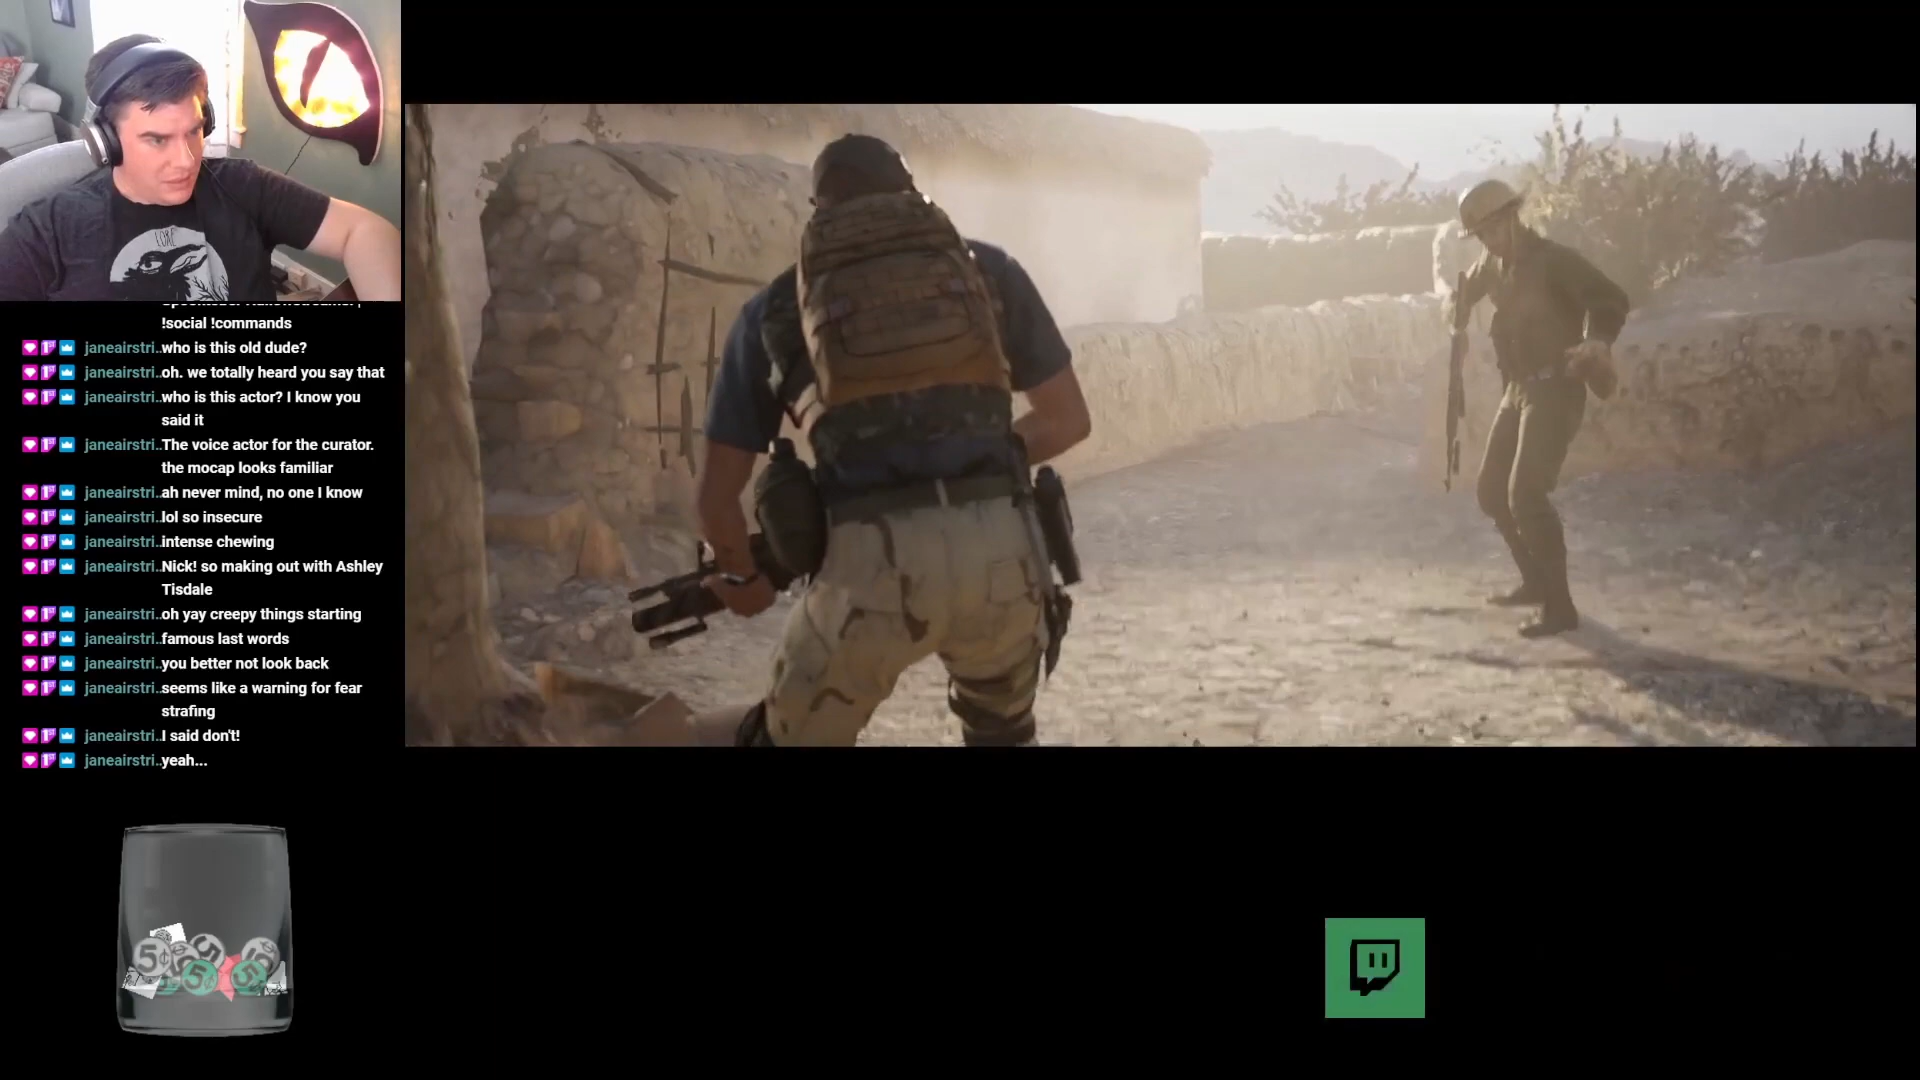 LORE
!social !commands
janeairstri..who is this old dude?
janeairstri..oh. we totally heard you say that
janeairstri..who is this actor? I know you
said it
janeairstri..The voice actor for the curator.
the mocap looks familiar
janeairstri..ah never mind, no one I know
janeairstri..lol so insecure
janeairstri..intense chewing
janeairstri..Nick! so making out with Ashley
Tisdale
janeairstri..oh yay creepy things starting
janeairstri..famous last words
janeairstri..you better not look back
janeairstri..seems like a warning for fear
strafing
janeairstri..I said don't!
janeairstri..yeah...
5¢
5¢